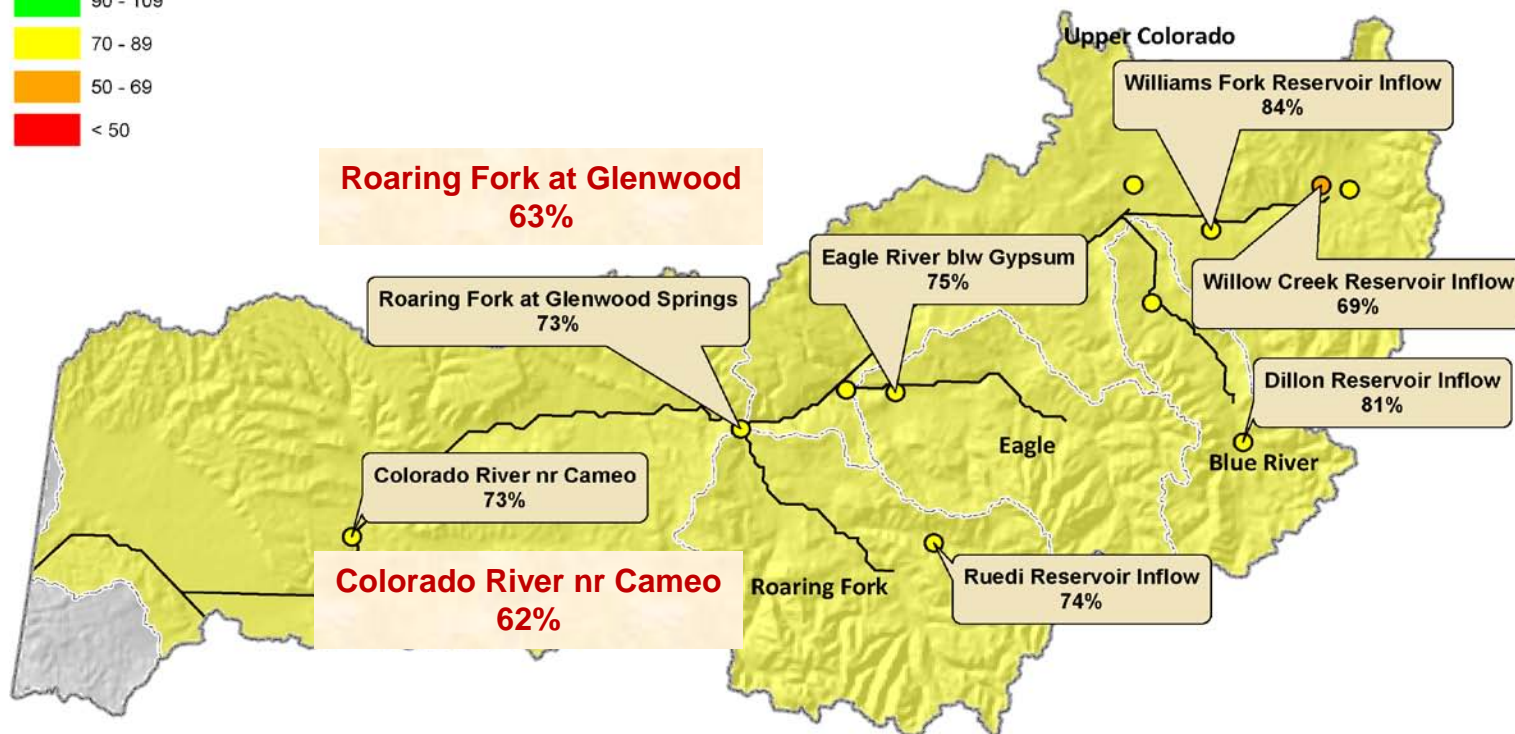 90 - 109
70 - 89
50 - 69
< 50
Upper Colorado
Williams Fork Reservoir Inflow
84%
Roaring Fork at Glenwood
63%
Eagle River blw Gypsum
75%
Willow Creek Reservoir Inflow
69%
Roaring Fork at Glenwood Springs
73%
Dillon Reservoir Inflow
81%
Eagle
Blue River
Colorado River nr Cameo
73%
Colorado River nr Cameo
62%
Roaring Fork
Ruedi Reservoir Inflow
74%